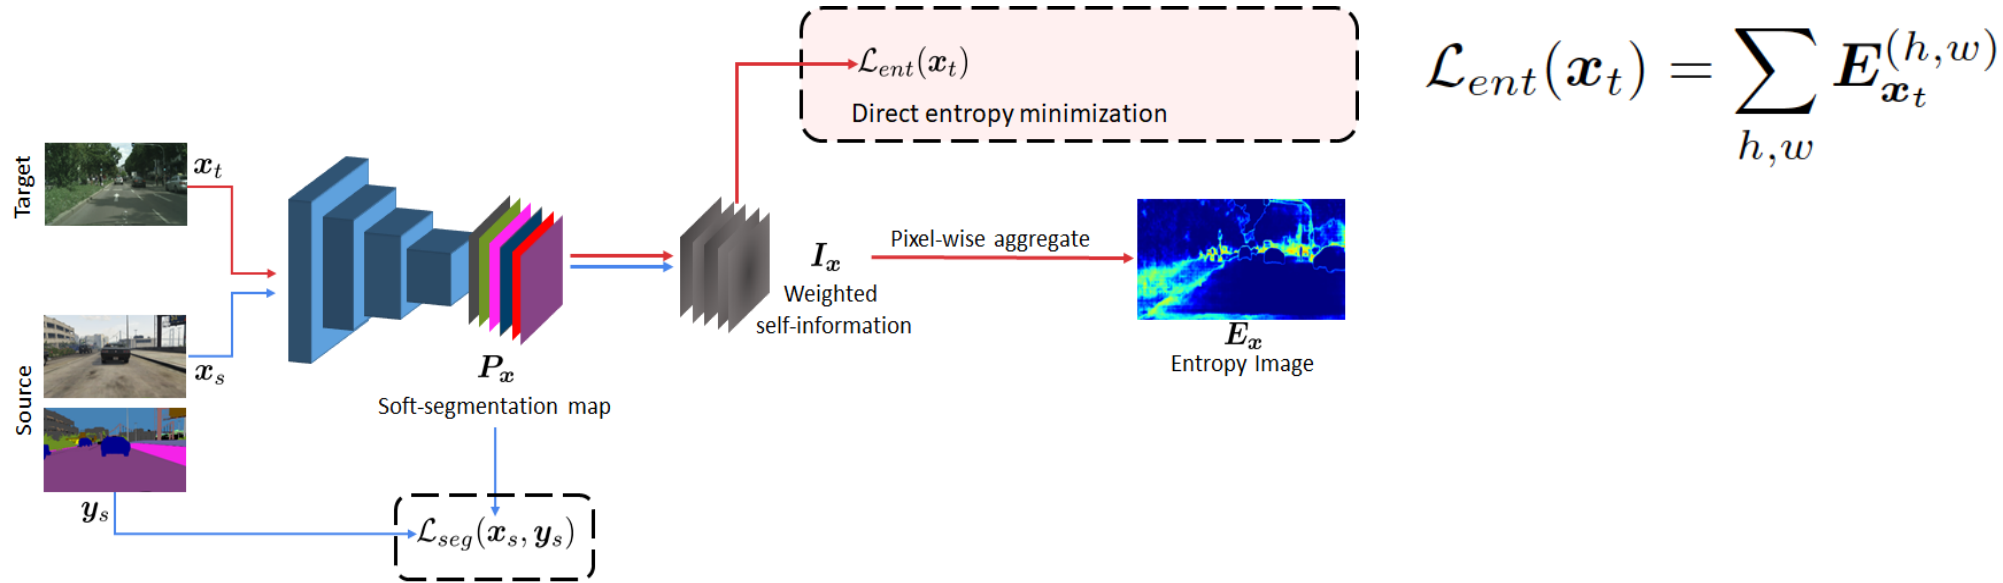 Target
𝒙_t
Source
𝒙_s
𝒚_s
𝑷_𝒙
Soft-segmentation map
ℒ_seg(𝒙_s, 𝒚_s)
ℒ_ent(𝒙_t)
Direct entropy minimization
𝑰_𝒙
Weighted
self-information
Pixel-wise aggregate
𝑬_𝒙
Entropy Image
ℒ_ent(𝒙_t) = ∑_{h,w} 𝑬_{𝒙_t}^{(h,w)}